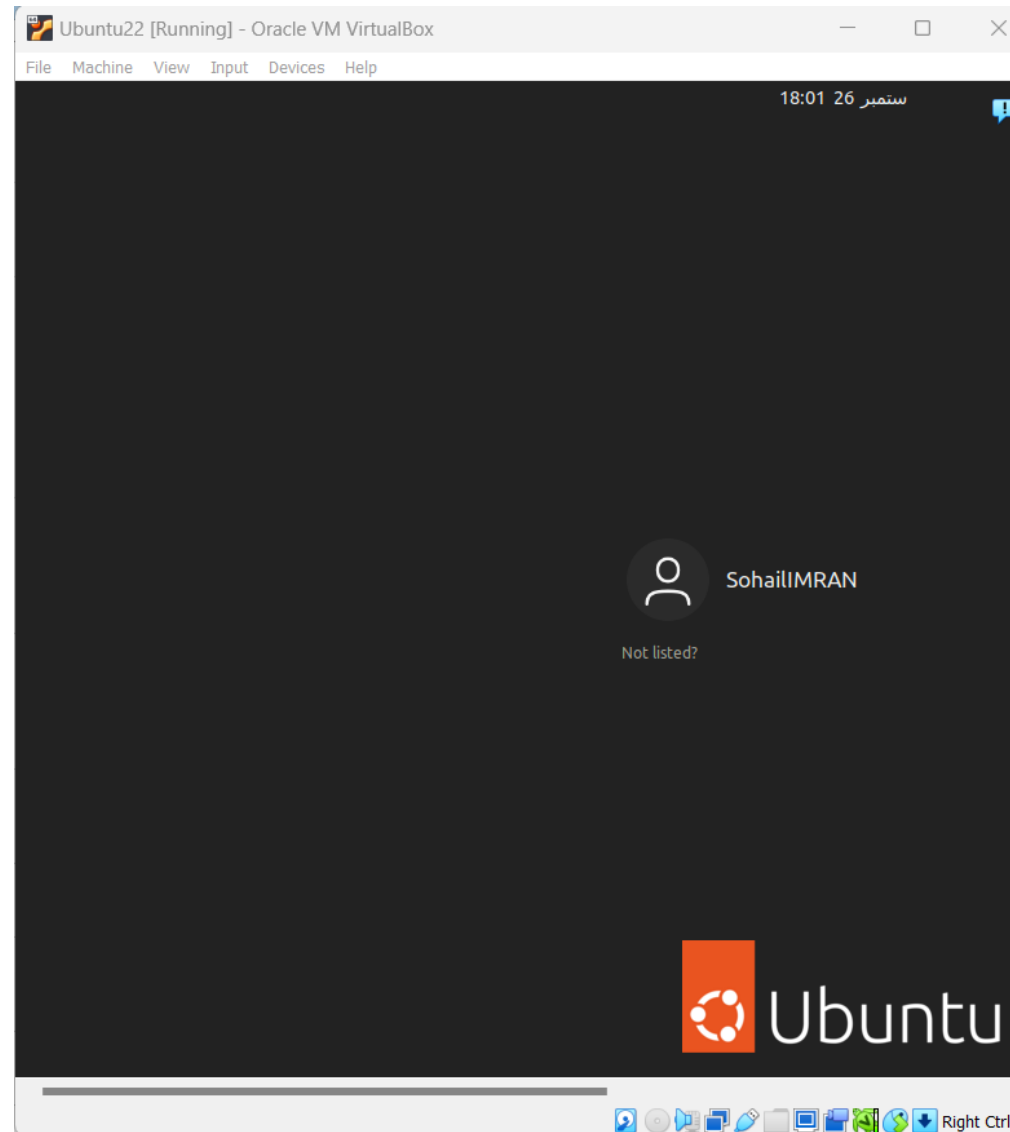 Ubuntu22 [Running] - Oracle VM VirtualBox
File Machine View Input Devices Help
ستمبر 26 18:01
SohailIMRAN
Not listed?
Ubuntu
Right Ctrl